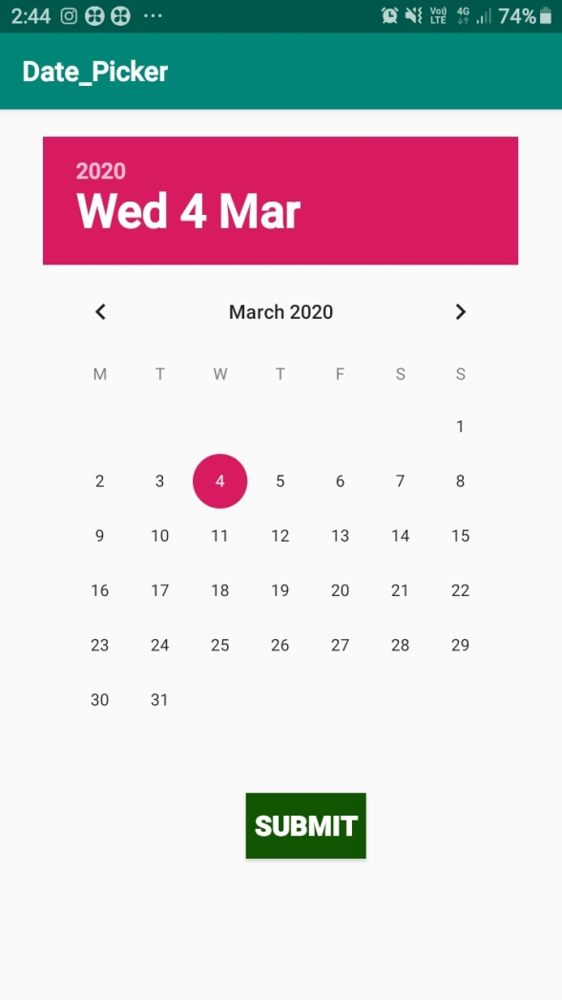 2:44 ... Vo)) LTE 4G 74%
Date_Picker
2020
Wed 4 Mar
March 2020
M T W T F S S
1
2 3 4 5 6 7 8
9 10 11 12 13 14 15
16 17 18 19 20 21 22
23 24 25 26 27 28 29
30 31
SUBMIT